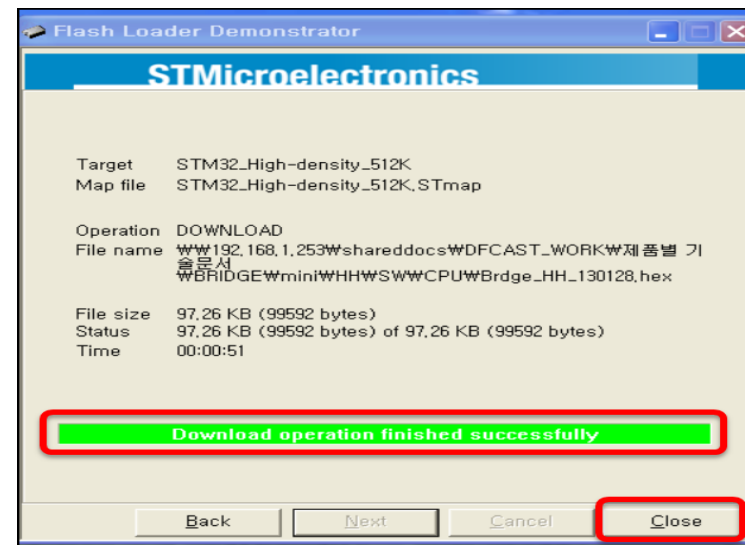 Flash Loader Demonstrator
STMicroelectronics
Target STM32_High-density_512K
Map file STM32_High-density_512K.STmap
Operation DOWNLOAD
File name ₩₩192.168.1.253₩shareddocs₩DFCAST_WORK₩제품별 기
술문서
₩BRIDGE₩mini₩HH₩SW₩CPU₩Brdge_HH_130128.hex
File size 97.26 KB (99592 bytes)
Status 97.26 KB (99592 bytes) of 97.26 KB (99592 bytes)
Time 00:00:51
Download operation finished successfully
Back Next Cancel Close